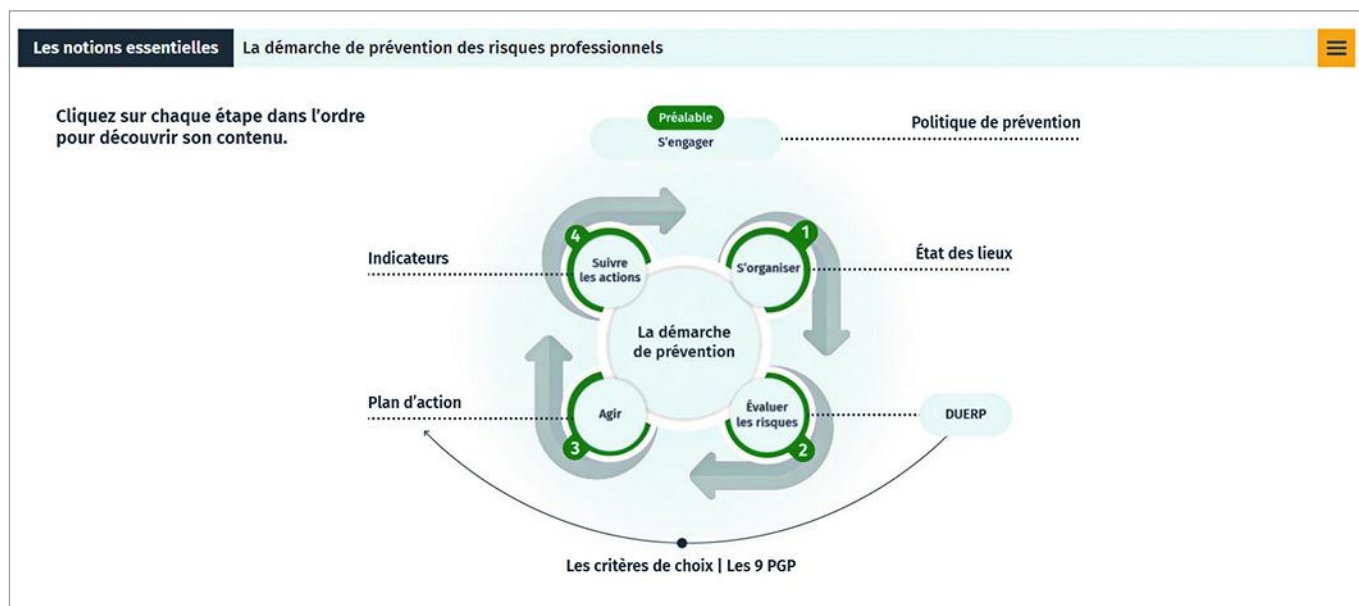 Les notions essentielles
La démarche de prévention des risques professionnels
Cliquez sur chaque étape dans l’ordre
pour découvrir son contenu.
Préalable
S’engager
Politique de prévention
4
Suivre
les actions
Indicateurs
1
S’organiser
État des lieux
La démarche
de prévention
Plan d’action
Agir
3
Évaluer
les risques
2
DUERP
Les critères de choix | Les 9 PGP